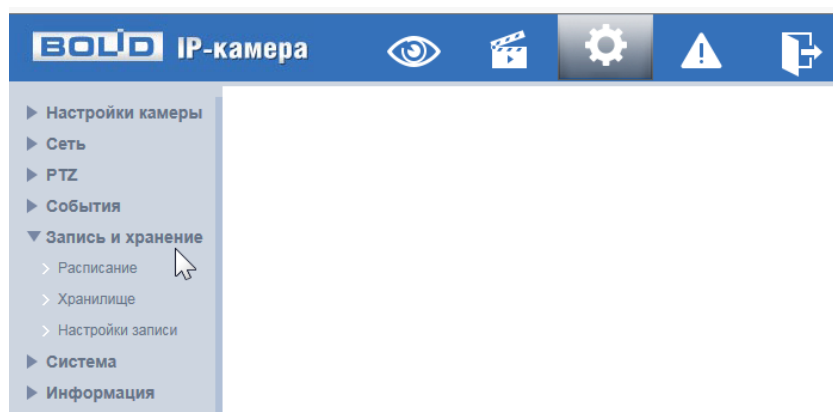 BOLID IP-камера
Настройки камеры
Сеть
PTZ
События
Запись и хранение
Расписание
Хранилище
Настройки записи
Система
Информация